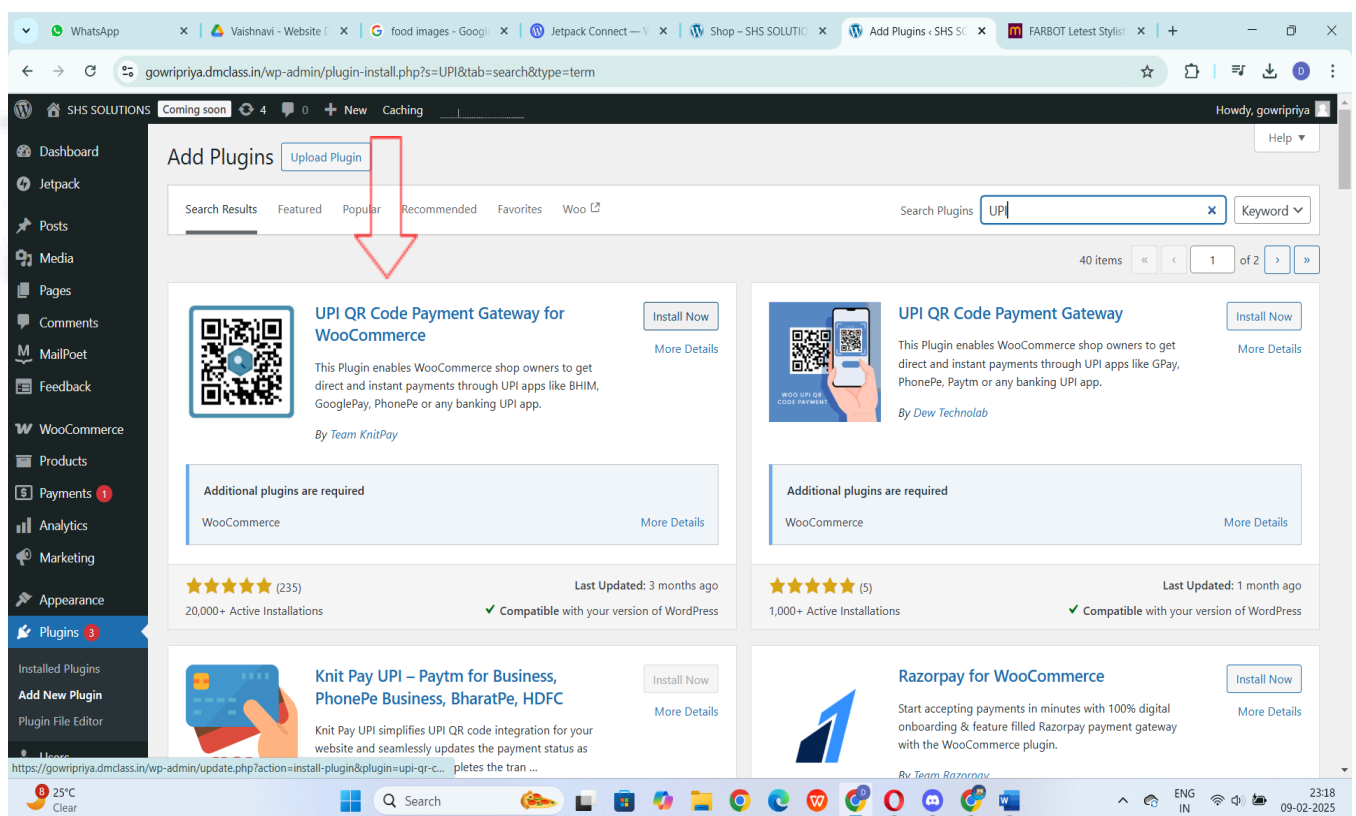 WhatsApp
Vaishnavi - Website D
food images - Googl
Jetpack Connect — V
Shop – SHS SOLUTIO
Add Plugins ‹ SHS SO
FARBOT Letest Stylish
gowripriya.dmclass.in/wp-admin/plugin-install.php?s=UPI&tab=search&type=term
D
SHS SOLUTIONS Coming soon 4 0 + New Caching
Howdy, gowripriya
Help ▼
Dashboard
Jetpack
Posts
Media
Pages
Comments
MailPoet
Feedback
WooCommerce
Products
Payments 1
Analytics
Marketing
Appearance
Plugins 3
Installed Plugins
Add New Plugin
Plugin File Editor
Users
Add Plugins Upload Plugin
Search Results Featured Popular Recommended Favorites Woo
Search Plugins UPI Keyword
40 items « ‹ 1 of 2 › »
UPI QR Code Payment Gateway for
WooCommerce
Install Now
More Details
This Plugin enables WooCommerce shop owners to get
direct and instant payments through UPI apps like BHIM,
GooglePay, PhonePe or any banking UPI app.
By Team KnitPay
Additional plugins are required
WooCommerce More Details
(235)
20,000+ Active Installations
Last Updated: 3 months ago
Compatible with your version of WordPress
WOO UPI QR
CODE PAYMENT
UPI QR Code Payment Gateway
Install Now
More Details
This Plugin enables WooCommerce shop owners to get
direct and instant payments through UPI apps like GPay,
PhonePe, Paytm or any banking UPI app.
By Dew Technolab
Additional plugins are required
WooCommerce More Details
(5)
1,000+ Active Installations
Last Updated: 1 month ago
Compatible with your version of WordPress
Knit Pay UPI – Paytm for Business,
PhonePe Business, BharatPe, HDFC
Install Now
More Details
Knit Pay UPI simplifies UPI QR code integration for your
website and seamlessly updates the payment status as
pletes the tran ...
Razorpay for WooCommerce
Install Now
More Details
Start accepting payments in minutes with 100% digital
onboarding & feature filled Razorpay payment gateway
with the WooCommerce plugin.
By Team Razorpay
https://gowripriya.dmclass.in/wp-admin/update.php?action=install-plugin&plugin=upi-qr-c...
8
25°C
Clear
Search
ENG
IN
23:18
09-02-2025